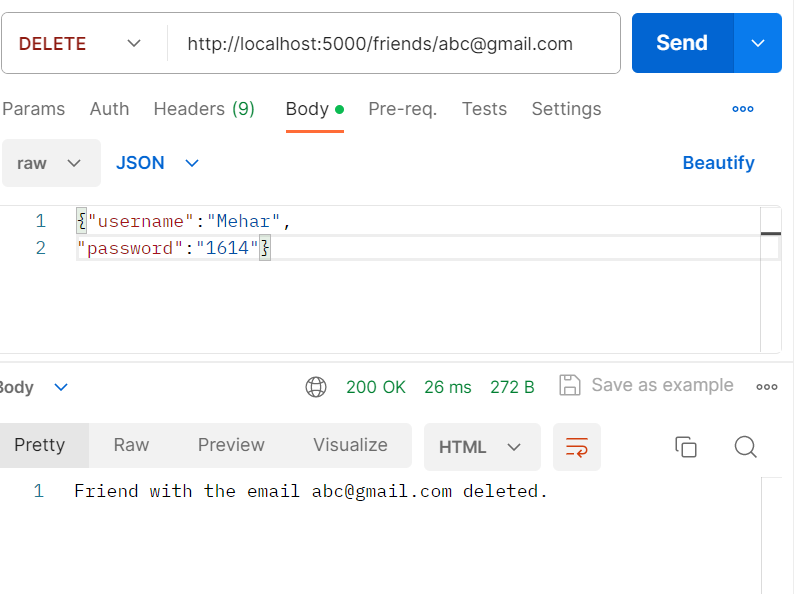 DELETE http://localhost:5000/friends/abc@gmail.com Send
Params Auth Headers (9) Body Pre-req. Tests Settings
raw JSON Beautify
1 {"username":"Mehar",
2 "password":"1614"}
Body 200 OK 26 ms 272 B Save as example
Pretty Raw Preview Visualize HTML
1 Friend with the email abc@gmail.com deleted.